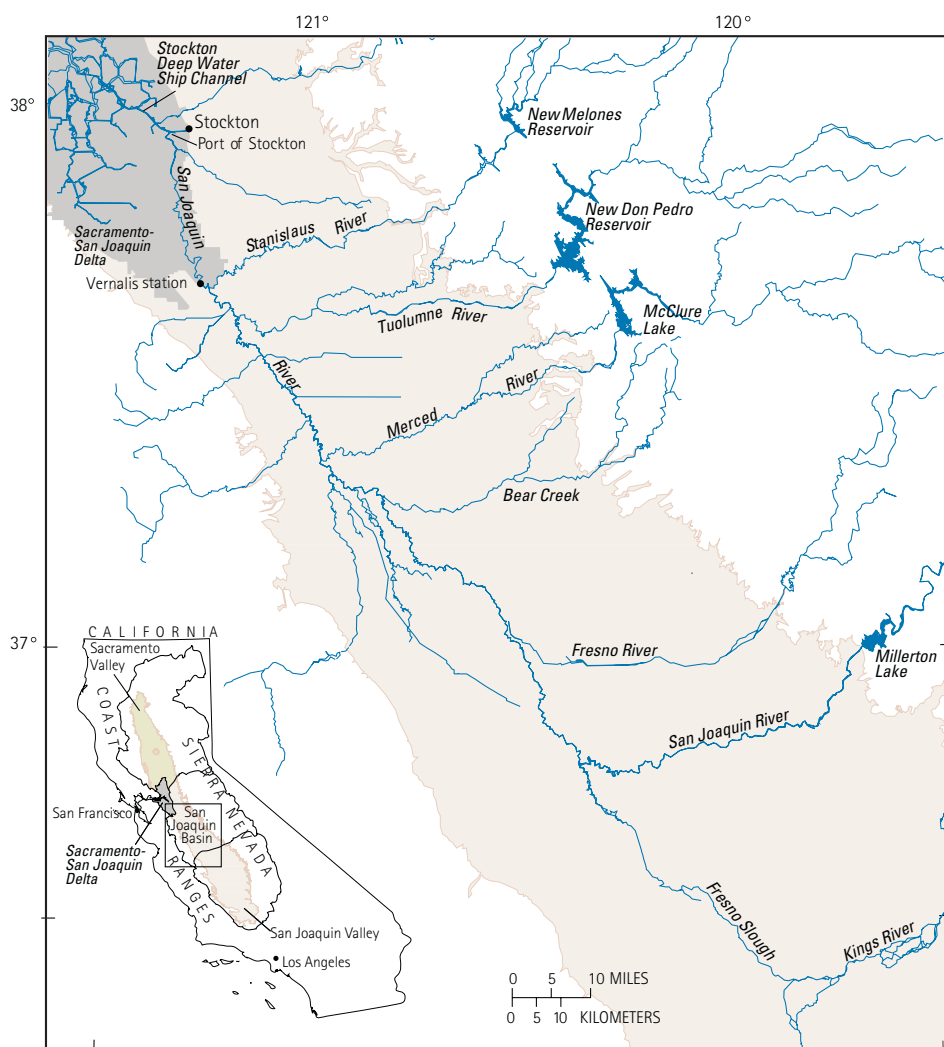 121°
120°
38°
37°
Stockton
Deep Water
Ship Channel
Stockton
Port of Stockton
San Joaquin
Sacramento-
San Joaquin
Delta
Vernalis station
Stanislaus River
New Melones
Reservoir
New Don Pedro
Reservoir
McClure
Lake
Tuolumne River
River
Merced River
Bear Creek
Fresno River
Millerton
Lake
San Joaquin River
Fresno Slough
Kings River
CALIFORNIA
Sacramento
Valley
COAST RANGES
SIERRA NEVADA
San Francisco
San
Joaquin
Basin
Sacramento-
San Joaquin
Delta
San Joaquin Valley
Los Angeles
0 5 10 MILES
0 5 10 KILOMETERS